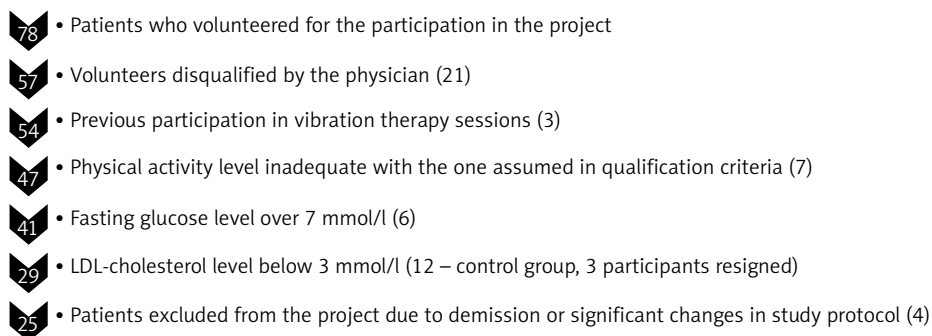 78 • Patients who volunteered for the participation in the project
57 • Volunteers disqualified by the physician (21)
54 • Previous participation in vibration therapy sessions (3)
47 • Physical activity level inadequate with the one assumed in qualification criteria (7)
41 • Fasting glucose level over 7 mmol/l (6)
29 • LDL-cholesterol level below 3 mmol/l (12 – control group, 3 participants resigned)
25 • Patients excluded from the project due to demission or significant changes in study protocol (4)